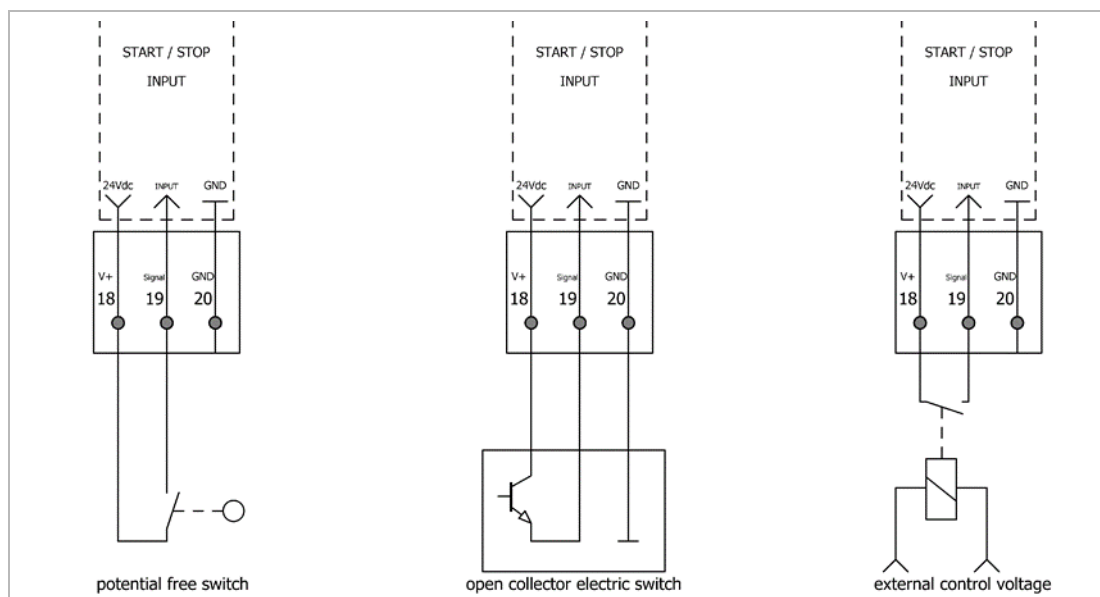 START / STOP
INPUT
24Vdc INPUT GND
V+ Signal GND
18 19 20
potential free switch
START / STOP
INPUT
24Vdc INPUT GND
V+ Signal GND
18 19 20
open collector electric switch
START / STOP
INPUT
24Vdc INPUT GND
V+ Signal GND
18 19 20
external control voltage